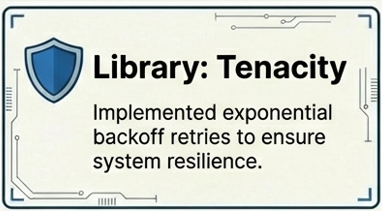 Library: Tenacity
Implemented exponential
backoff retries to ensure
system resilience.